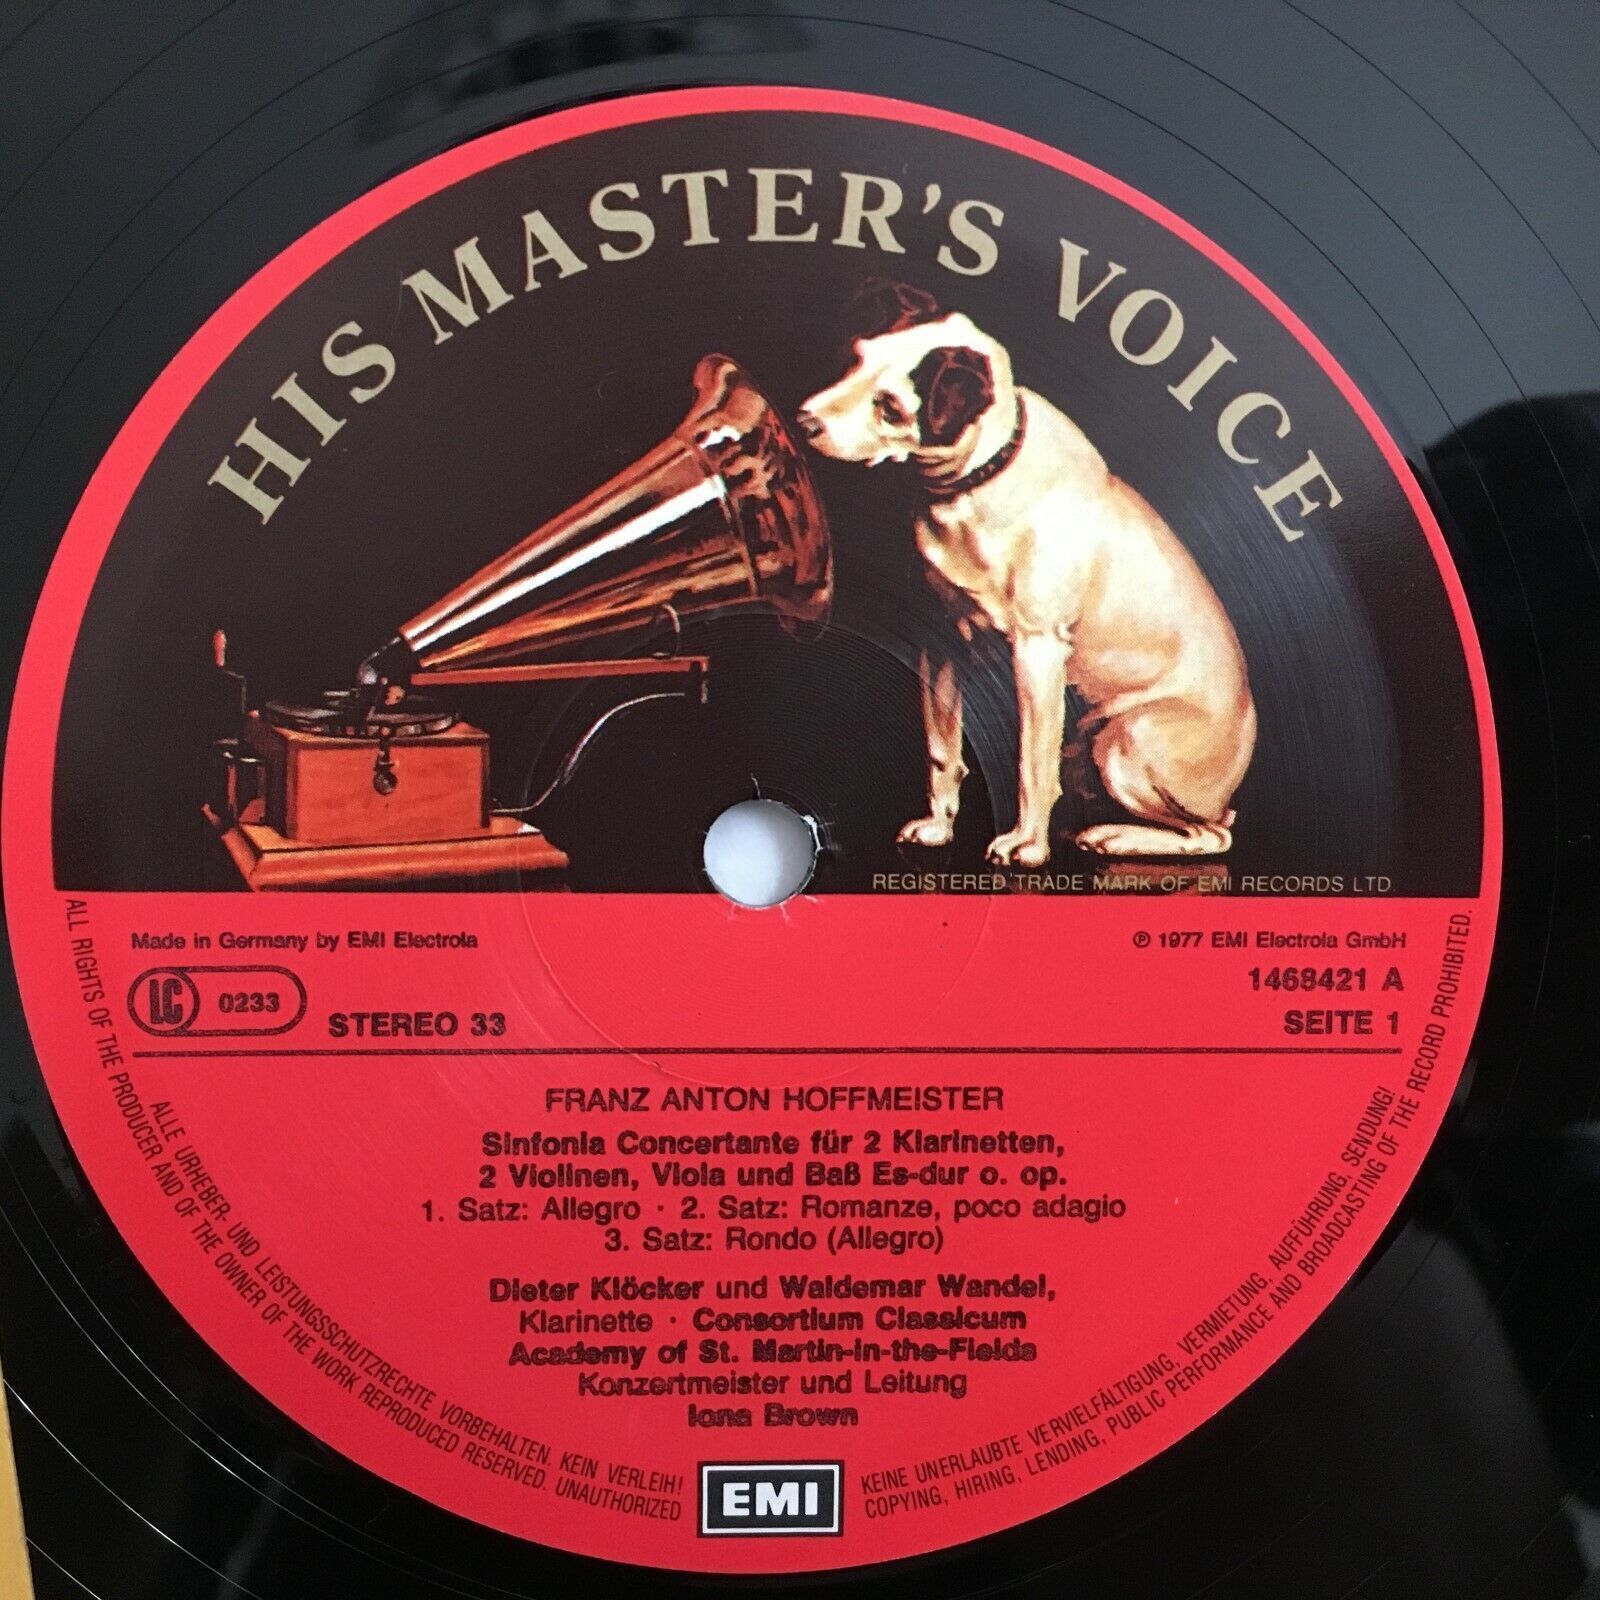 HIS MASTER'S VOICE
REGISTERED TRADE MARK OF EMI RECORDS LTD.
Made in Germany by EMI Electrola
℗ 1977 EMI Electrola GmbH
LC 0233
STEREO 33
1468421 A
SEITE 1
FRANZ ANTON HOFFMEISTER
Sinfonia Concertante für 2 Klarinetten,
2 Violinen, Viola und Baß Es-dur o. op.
1. Satz: Allegro · 2. Satz: Romanze, poco adagio
3. Satz: Rondo (Allegro)
Dieter Klöcker und Waldemar Wandel,
Klarinette · Consortium Classicum
Academy of St. Martin-in-the-Fields
Konzertmeister und Leitung
Iona Brown
EMI
ALLE URHEBER- UND LEISTUNGSSCHUTZRECHTE VORBEHALTEN. KEIN VERLEIH! KEINE UNERLAUBTE VERVIELFÄLTIGUNG, VERMIETUNG, AUFFÜHRUNG, SENDUNG!
ALL RIGHTS OF THE PRODUCER AND OF THE OWNER OF THE WORK REPRODUCED RESERVED. UNAUTHORIZED COPYING, HIRING, LENDING, PUBLIC PERFORMANCE AND BROADCASTING OF THE RECORD PROHIBITED.